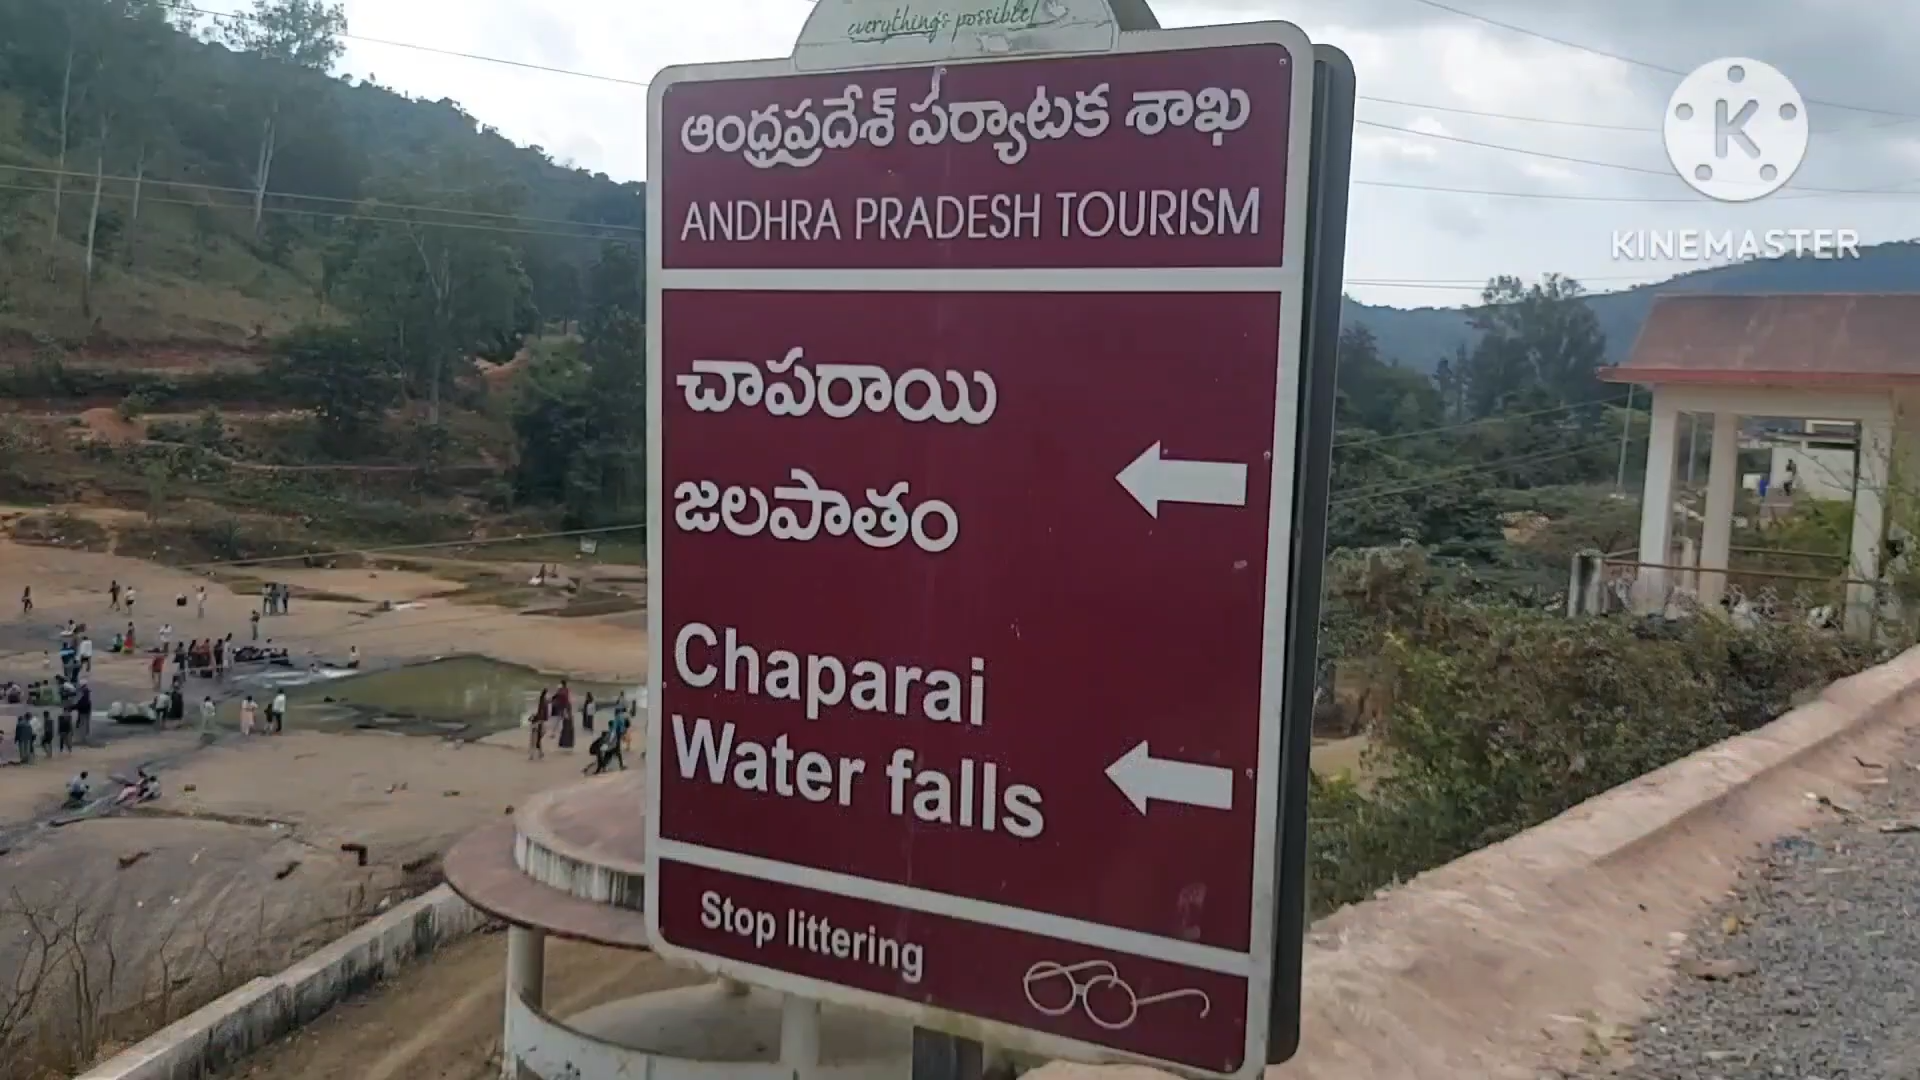 everything's possible!
ఆంధ్రప్రదేశ్ పర్యాటక శాఖ
ANDHRA PRADESH TOURISM
చాపరాయి
జలపాతం
Chaparai
Water falls
Stop littering
K
KINEMASTER